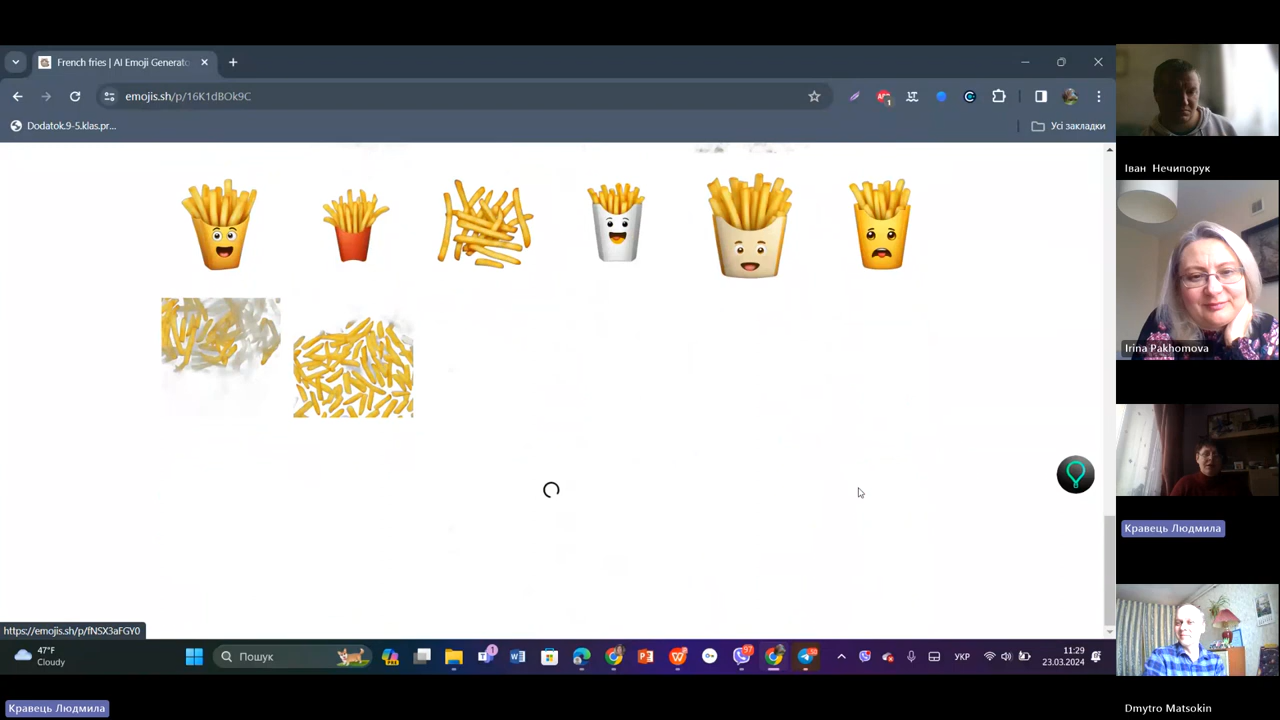 French fries | AI Emoji Generato
emojis.sh/p/16K1dBOk9C
Dodatok.9-5.klas.pr...
Усі закладки
Іван Нечипорук
Irina Pakhomova
Кравець Людмила
https://emojis.sh/p/fNSX3aFGY0
47°F
Cloudy
Пошук
1
97
УКР
11:29
23.03.2024
Кравець Людмила
Dmytro Matsokin